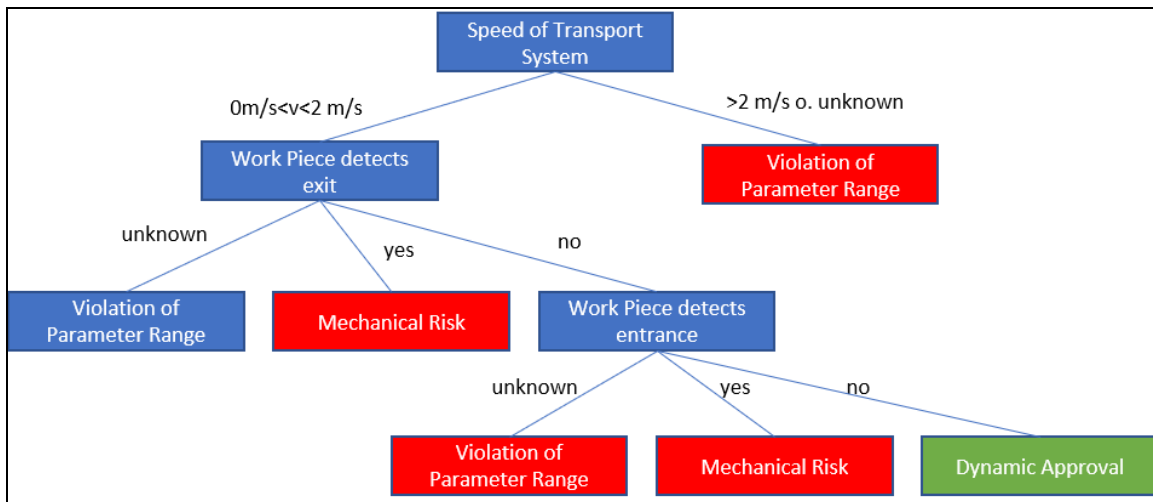 Speed of Transport
System
0m/s<v<2 m/s
>2 m/s o. unknown
Work Piece detects
exit
Violation of
Parameter Range
unknown
yes
no
Violation of
Parameter Range
Mechanical Risk
Work Piece detects
entrance
unknown
yes
no
Violation of
Parameter Range
Mechanical Risk
Dynamic Approval